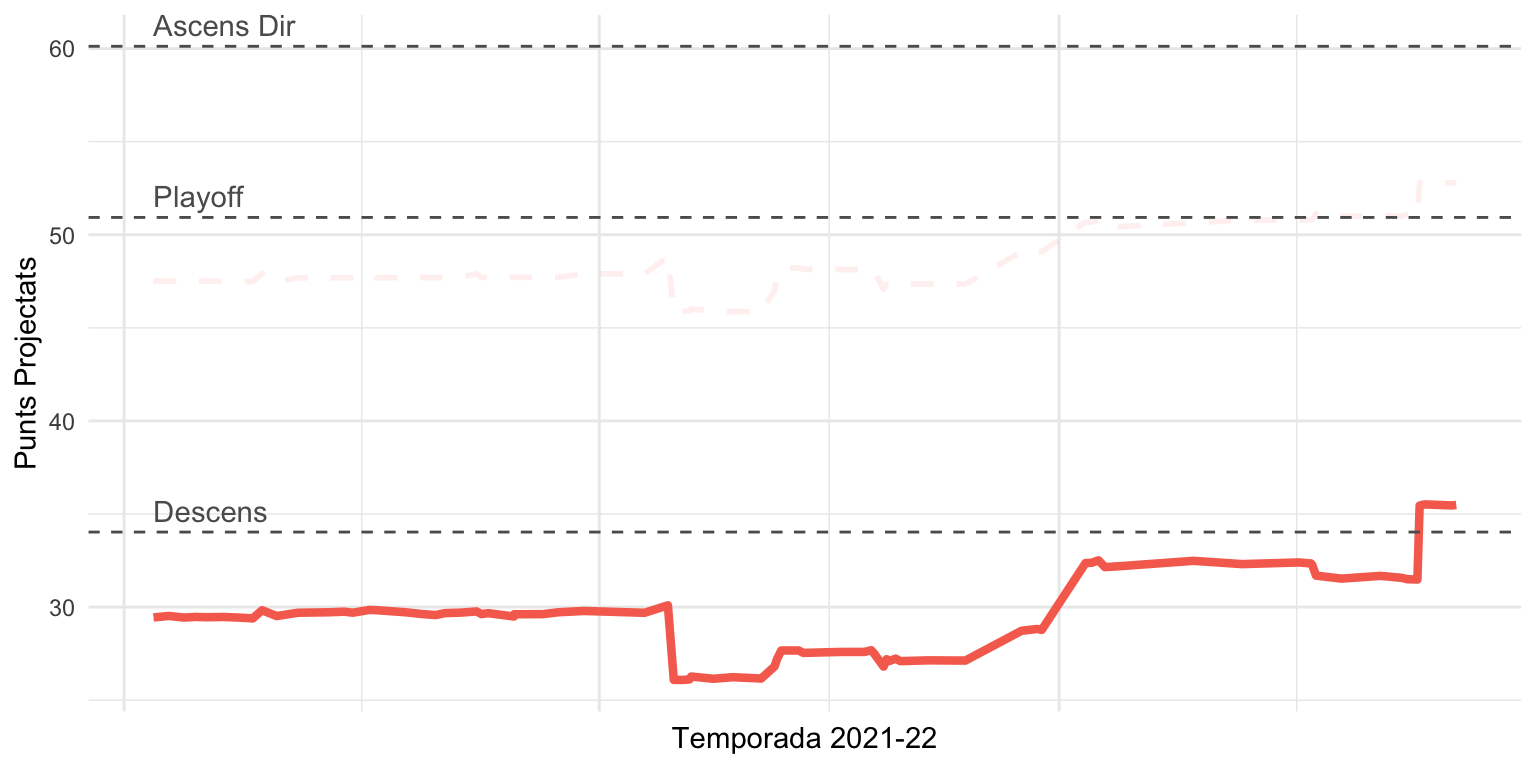 Ascens Dir
60
Playoff
50
Punts Projectats
40
Descens
30
Temporada 2021-22